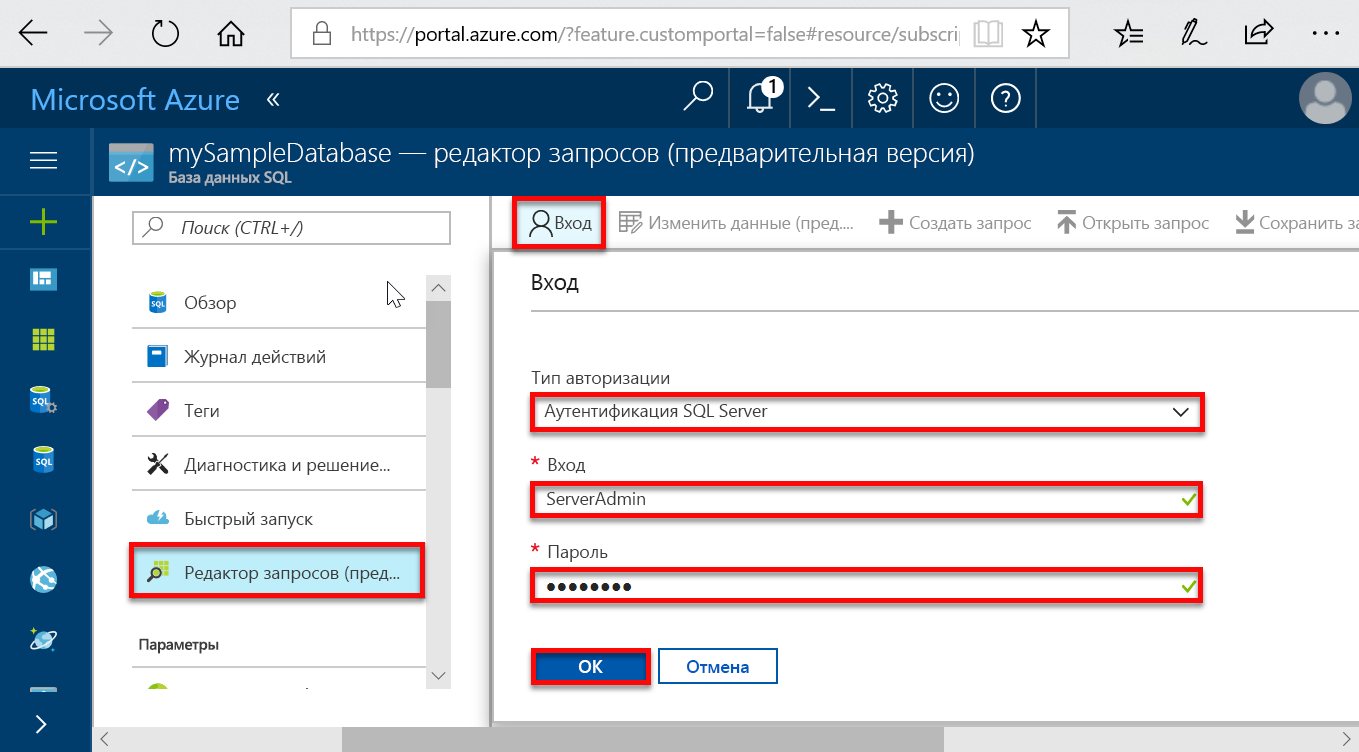 https://portal.azure.com/?feature.customportal=false#resource/subscri
Microsoft Azure «
1
mySampleDatabase — редактор запросов (предварительная версия)
База данных SQL
Поиск (CTRL+/)
Вход
Изменить данные (пред....
Создать запрос
Открыть запрос
Сохранить за
Обзор
Журнал действий
Теги
Диагностика и решение...
Быстрый запуск
Редактор запросов (пред...
Параметры
Вход
Тип авторизации
Аутентификация SQL Server
* Вход
ServerAdmin
* Пароль
●●●●●●●●
ОК
Отмена